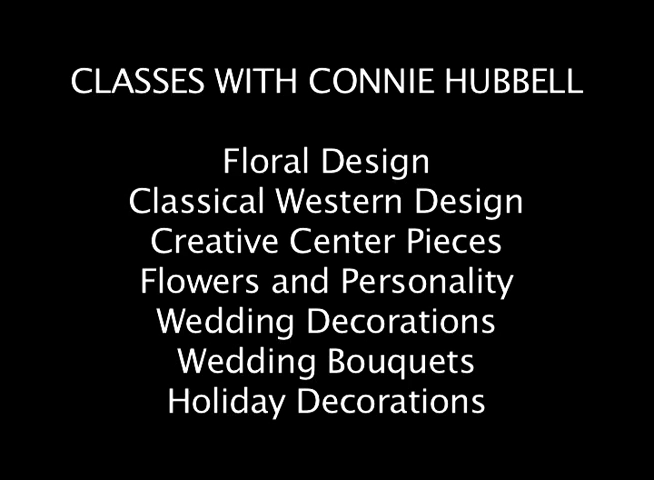 CLASSES WITH CONNIE HUBBELL
Floral Design
Classical Western Design
Creative Center Pieces
Flowers and Personality
Wedding Decorations
Wedding Bouquets
Holiday Decorations